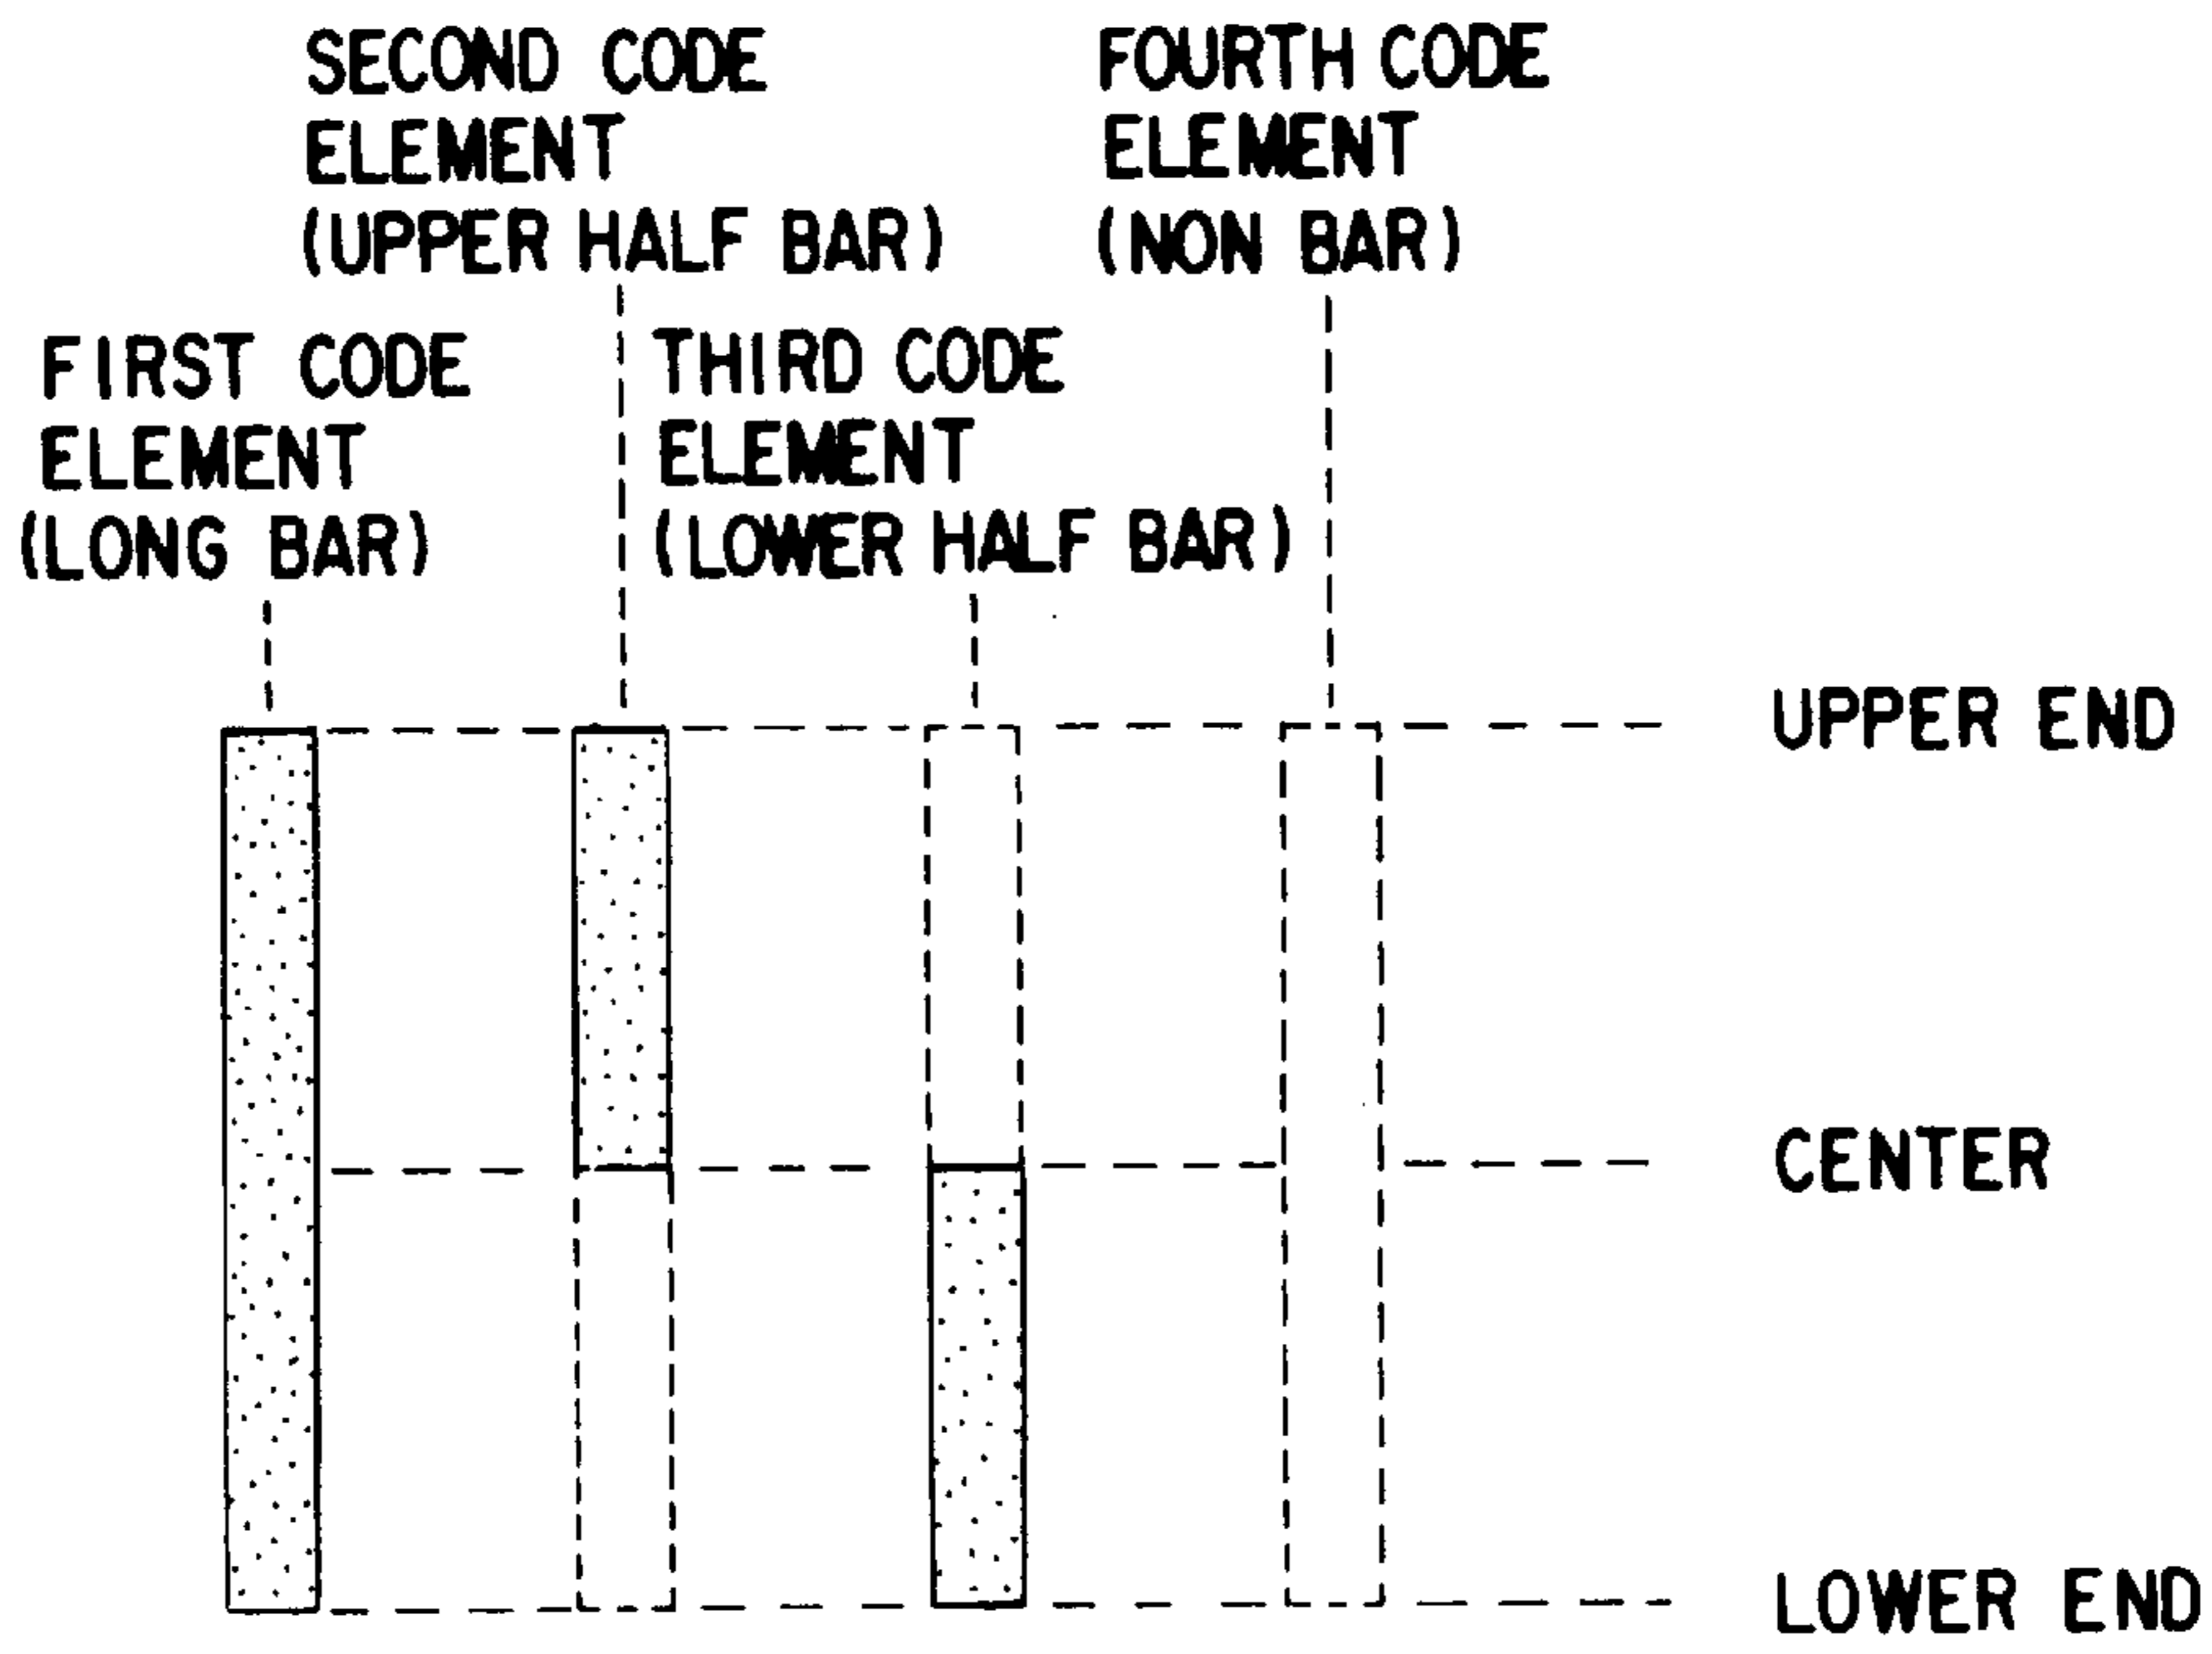 SECOND CODE
ELEMENT
(UPPER HALF BAR)
FOURTH CODE
ELEMENT
(NON BAR)
FIRST CODE
ELEMENT
(LONG BAR)
THIRD CODE
ELEMENT
(LOWER HALF BAR)
UPPER END
CENTER
LOWER END